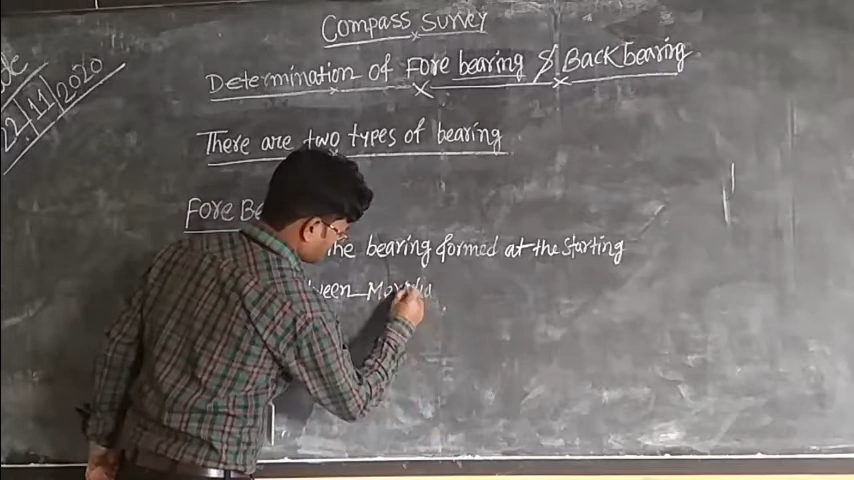 Compass Survey
Determination of Fore bearing & Back bearing
22/11/2020
There are two types of bearing
Fore Be
the bearing formed at the starting
ween